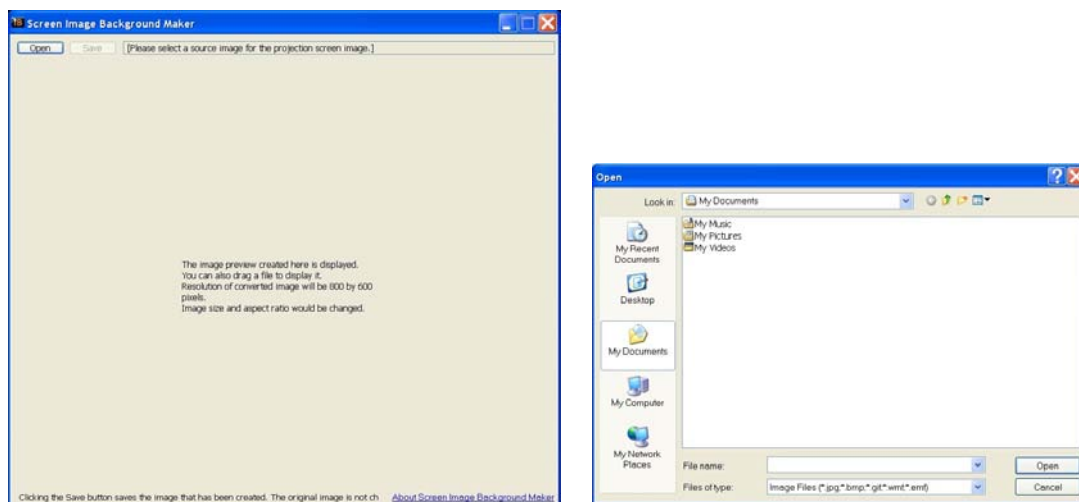 Screen Image Background Maker
Open Save [Please select a source image for the projection screen image.]
The image preview created here is displayed.
You can also drag a file to display it.
Resolution of converted image will be 800 by 600
pixels.
Image size and aspect ratio would be changed.
Clicking the Save button saves the image that has been created. The original image is not ch About Screen Image Background Maker
Open
Look in: My Documents
My Music
My Pictures
My Videos
My Recent
Documents
Desktop
My Documents
My Computer
My Network
Places
File name: Open
Files of type: Image Files (*.jpg;*.bmp;*.gif;*.wmf;*.emf) Cancel